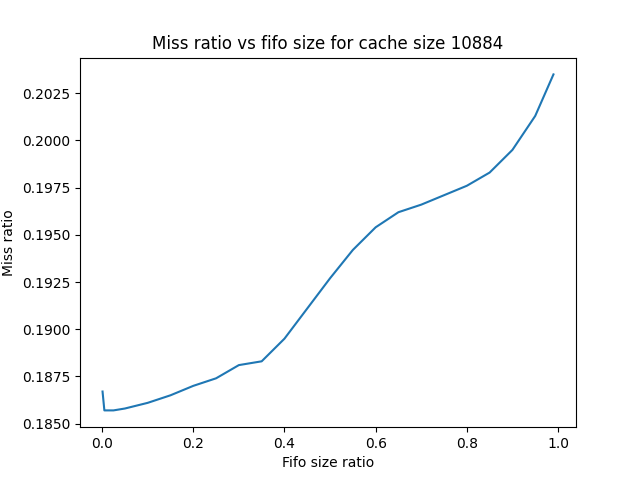 Miss ratio vs fifo size for cache size 10884
0.2025
0.2000
0.1975
0.1950
0.1925
0.1900
0.1875
0.1850
Miss ratio
0.0 0.2 0.4 0.6 0.8 1.0
Fifo size ratio